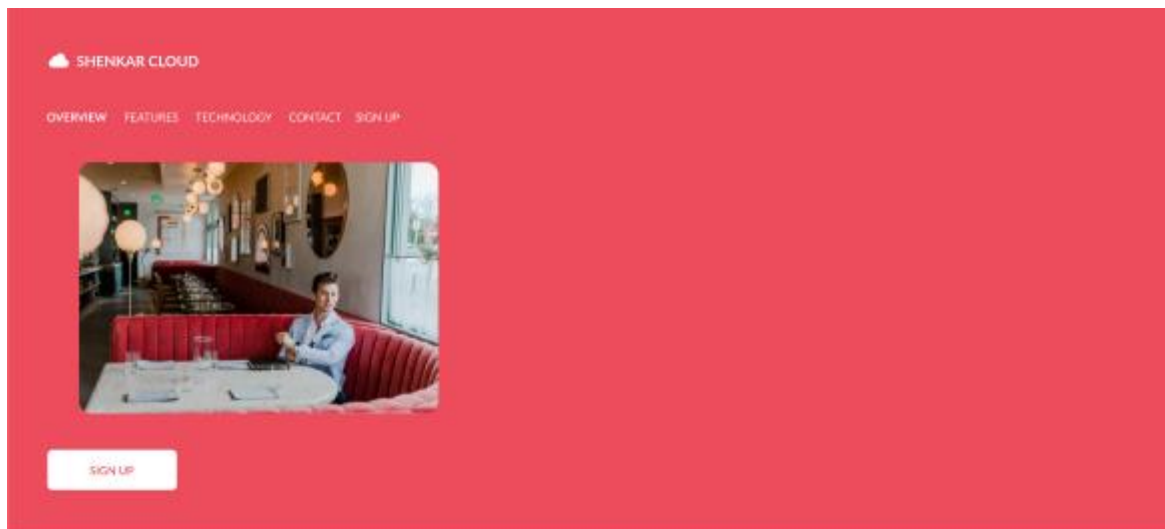 SHENKAR CLOUD
OVERVIEW FEATURES TECHNOLOGY CONTACT SIGN UP
SIGN UP